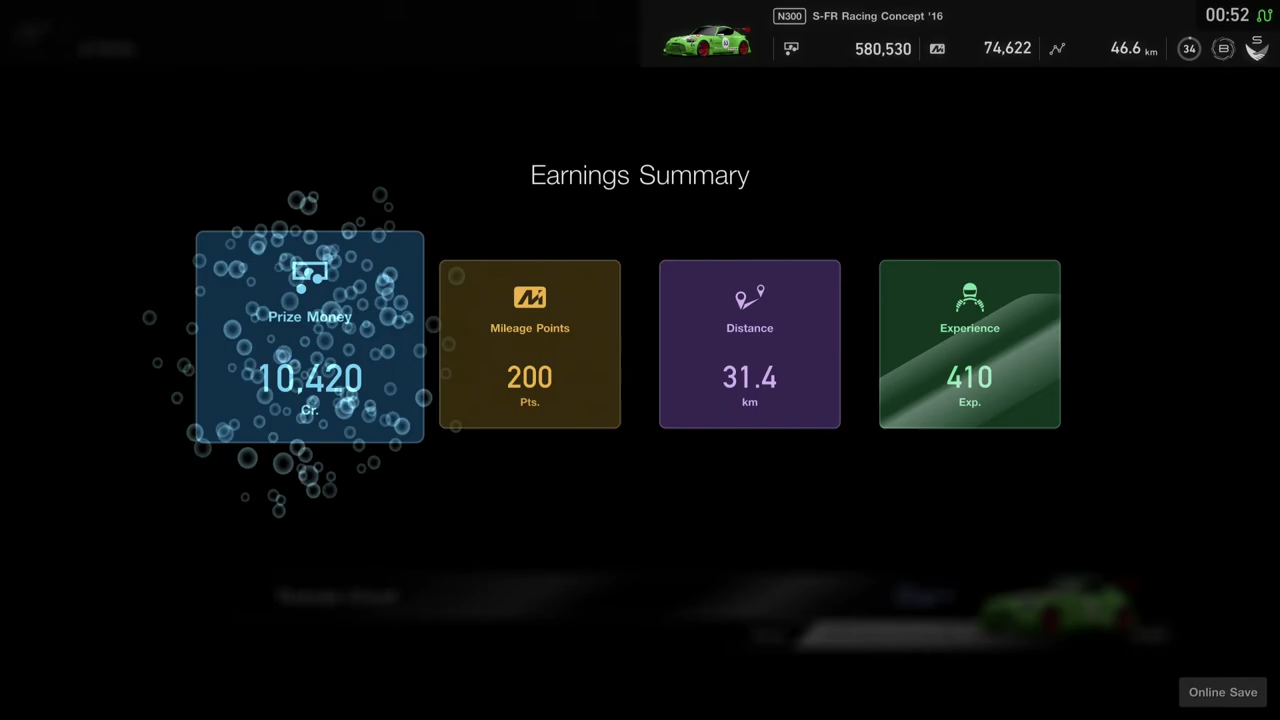 N300 S-FR Racing Concept '16
00:52
580,530 74,622 46.6 km 34 B S
Earnings Summary
Prize Money
10,420
Cr.
Mileage Points
200
Pts.
Distance
31.4
km
Experience
410
Exp.
Online Save